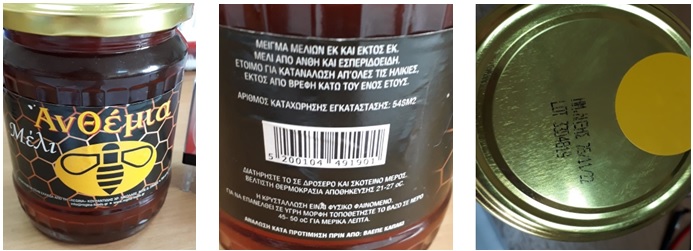 ΑνΘέμια
Μέλι
ΜΕΙΓΜΑ ΜΕΛΙΩΝ ΕΚ ΚΑΙ ΕΚΤΟΣ ΕΚ.
ΜΕΛΙ ΑΠΟ ΑΝΘΗ ΚΑΙ ΕΣΠΕΡΙΔΟΕΙΔΗ.
ΕΤΟΙΜΟ ΓΙΑ ΚΑΤΑΝΑΛΩΣΗ ΑΠ'ΟΛΕΣ ΤΙΣ ΗΛΙΚΙΕΣ,
ΕΚΤΟΣ ΑΠΟ ΒΡΕΦΗ ΚΑΤΩ ΤΟΥ ΕΝΟΣ ΕΤΟΥΣ.
ΑΡΙΘΜΟΣ ΚΑΤΑΧΩΡΗΣΗΣ ΕΓΚΑΤΑΣΤΑΣΗΣ: 54SM2
5 200104 491901
ΔΙΑΤΗΡΗΣΤΕ ΤΟ ΣΕ ΔΡΟΣΕΡΟ ΚΑΙ ΣΚΟΤΕΙΝΟ ΜΕΡΟΣ.
ΒΕΛΤΙΣΤΗ ΘΕΡΜΟΚΡΑΣΙΑ ΑΠΟΘΗΚΕΥΣΗΣ 21-27 οC.
Η ΚΡΥΣΤΑΛΛΩΣΗ ΕΙΝΑΙ ΦΥΣΙΚΟ ΦΑΙΝΟΜΕΝΟ.
ΓΙΑ ΝΑ ΕΠΑΝΕΛΘΕΙ ΣΕ ΥΓΡΗ ΜΟΡΦΗ ΤΟΠΟΘΕΤΗΣΤΕ ΤΟ ΒΑΖΟ ΣΕ ΝΕΡΟ
45- 50 οC ΓΙΑ ΜΕΡΙΚΑ ΛΕΠΤΑ.
ΑΝΑΛΩΣΗ ΚΑΤΑ ΠΡΟΤΙΜΗΣΗ ΠΡΙΝ ΑΠΟ: ΒΛΕΠΕ ΚΑΠΑΚΙ